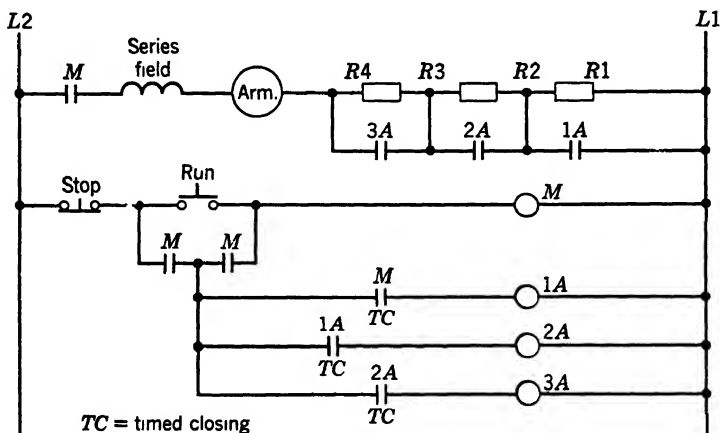 L2
L1
Series
field
M
Arm.
R4
R3
R2
R1
3A
2A
1A
Stop
Run
M
M
M
M
1A
TC
1A
2A
TC
2A
3A
TC
TC = timed closing